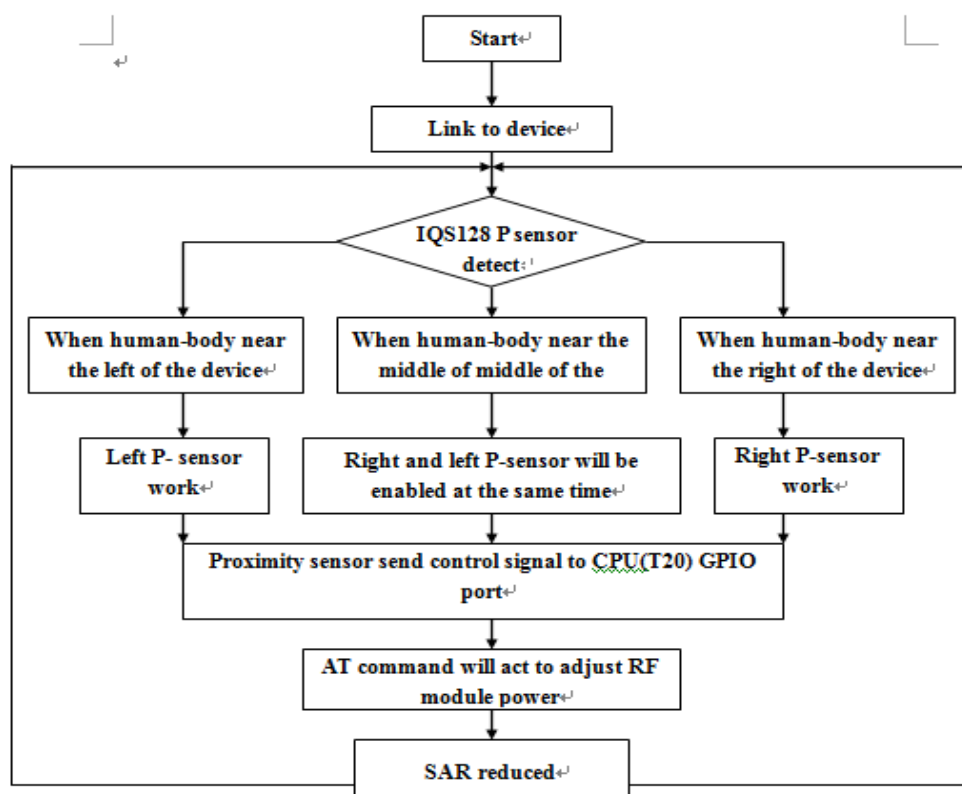 Start
Link to device
IQS128 P sensor
detect
When human-body near
the left of the device
When human-body near the
middle of middle of the
When human-body near
the right of the device
Left P- sensor
work
Right and left P-sensor will be
enabled at the same time
Right P-sensor
work
Proximity sensor send control signal to CPU(T20) GPIO
port
AT command will act to adjust RF
module power
SAR reduced